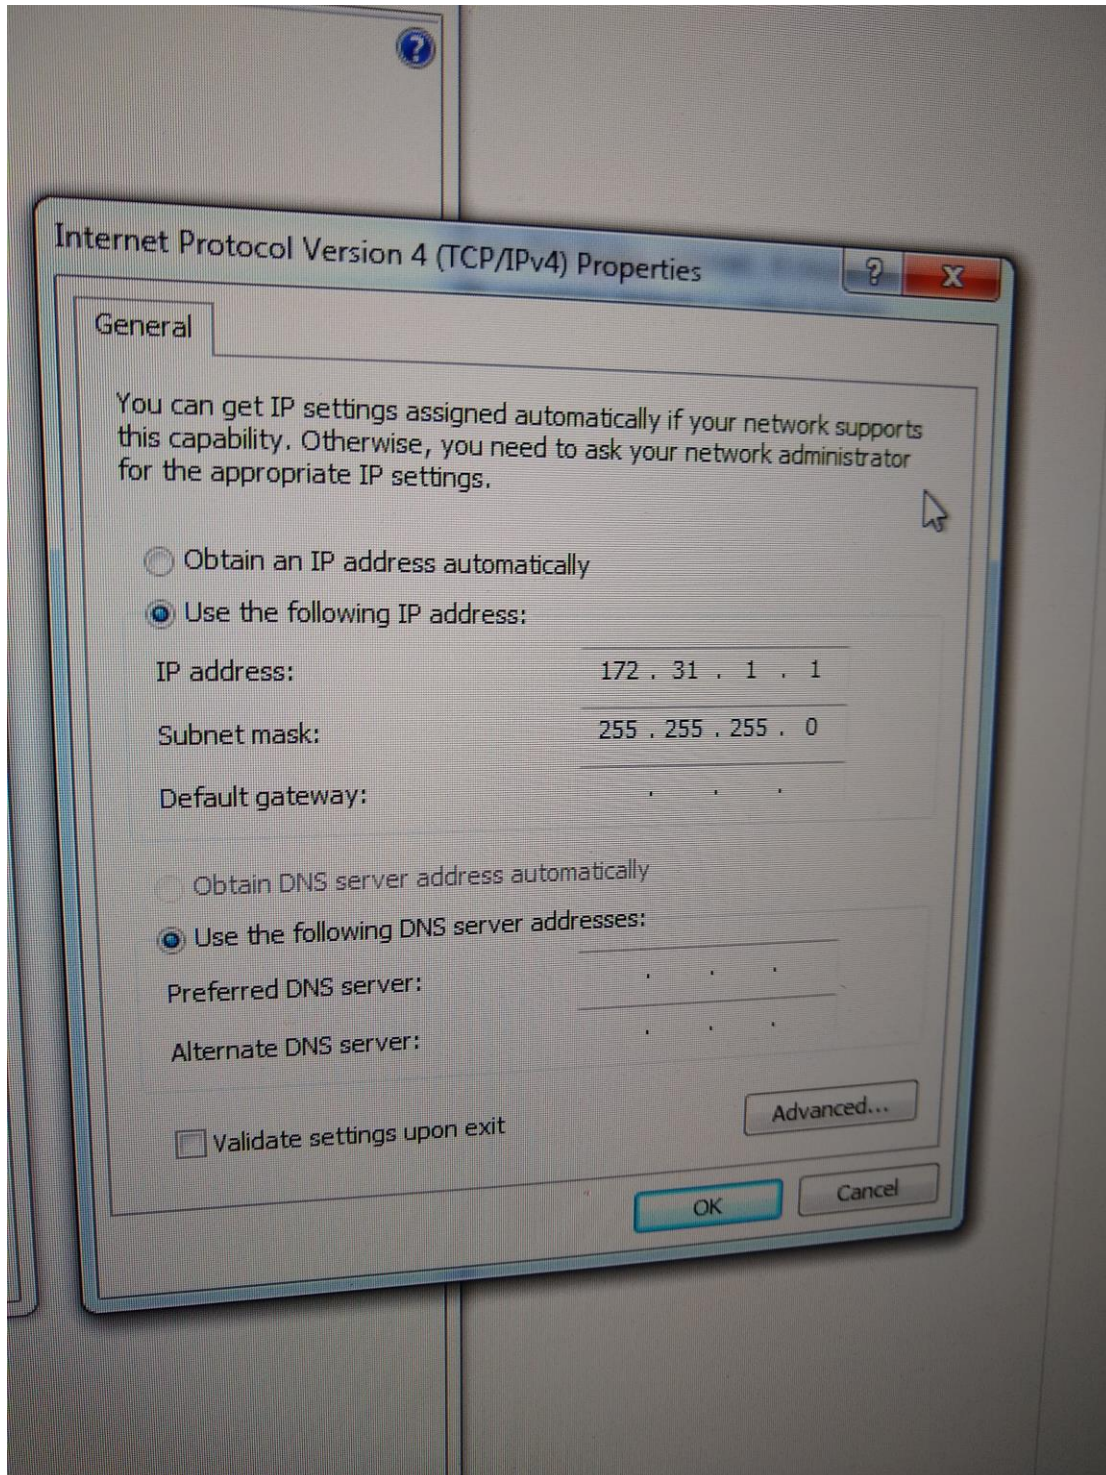 Internet Protocol Version 4 (TCP/IPv4) Properties
General
You can get IP settings assigned automatically if your network supports
this capability. Otherwise, you need to ask your network administrator
for the appropriate IP settings.
Obtain an IP address automatically
Use the following IP address:
IP address: 172 . 31 . 1 . 1
Subnet mask: 255 . 255 . 255 . 0
Default gateway: . . .
Obtain DNS server address automatically
Use the following DNS server addresses:
Preferred DNS server: . . .
Alternate DNS server: . . .
Validate settings upon exit
Advanced...
OK
Cancel